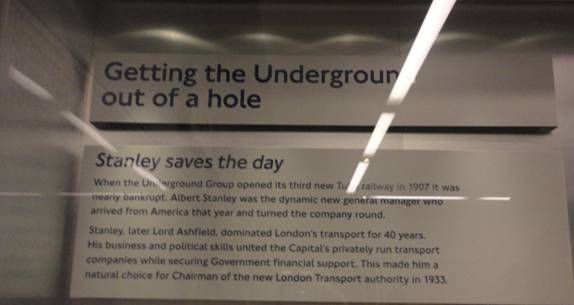 Getting the Underground
out of a hole
Stanley saves the day
When the Underground Group opened its third new Tube railway in 1907 it was
nearly bankrupt. Albert Stanley was the dynamic new general manager who
arrived from America that year and turned the company round.
Stanley, later Lord Ashfield, dominated London's transport for 40 years.
His business and political skills united the Capital's privately run transport
companies while securing Government financial support. This made him a
natural choice for Chairman of the new London Transport authority in 1933.